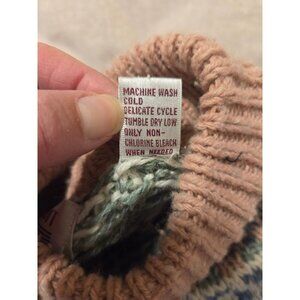 MACHINE WASH
COLD
DELICATE CYCLE
TUMBLE DRY LOW
ONLY NON-
CHLORINE BLEACH
WHEN NEEDED